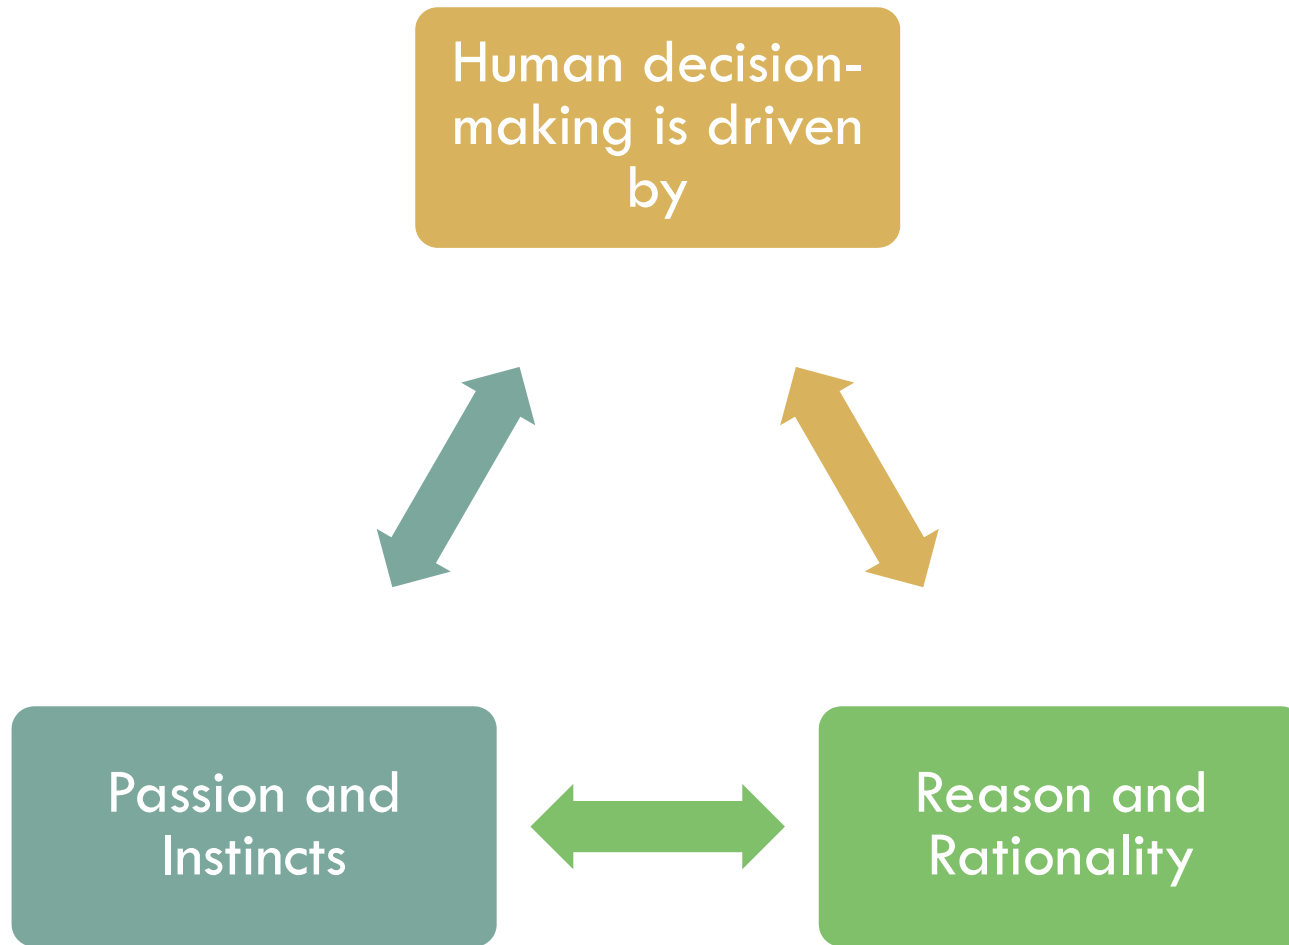 Human decision-
making is driven
by
Passion and
Instincts
Reason and
Rationality